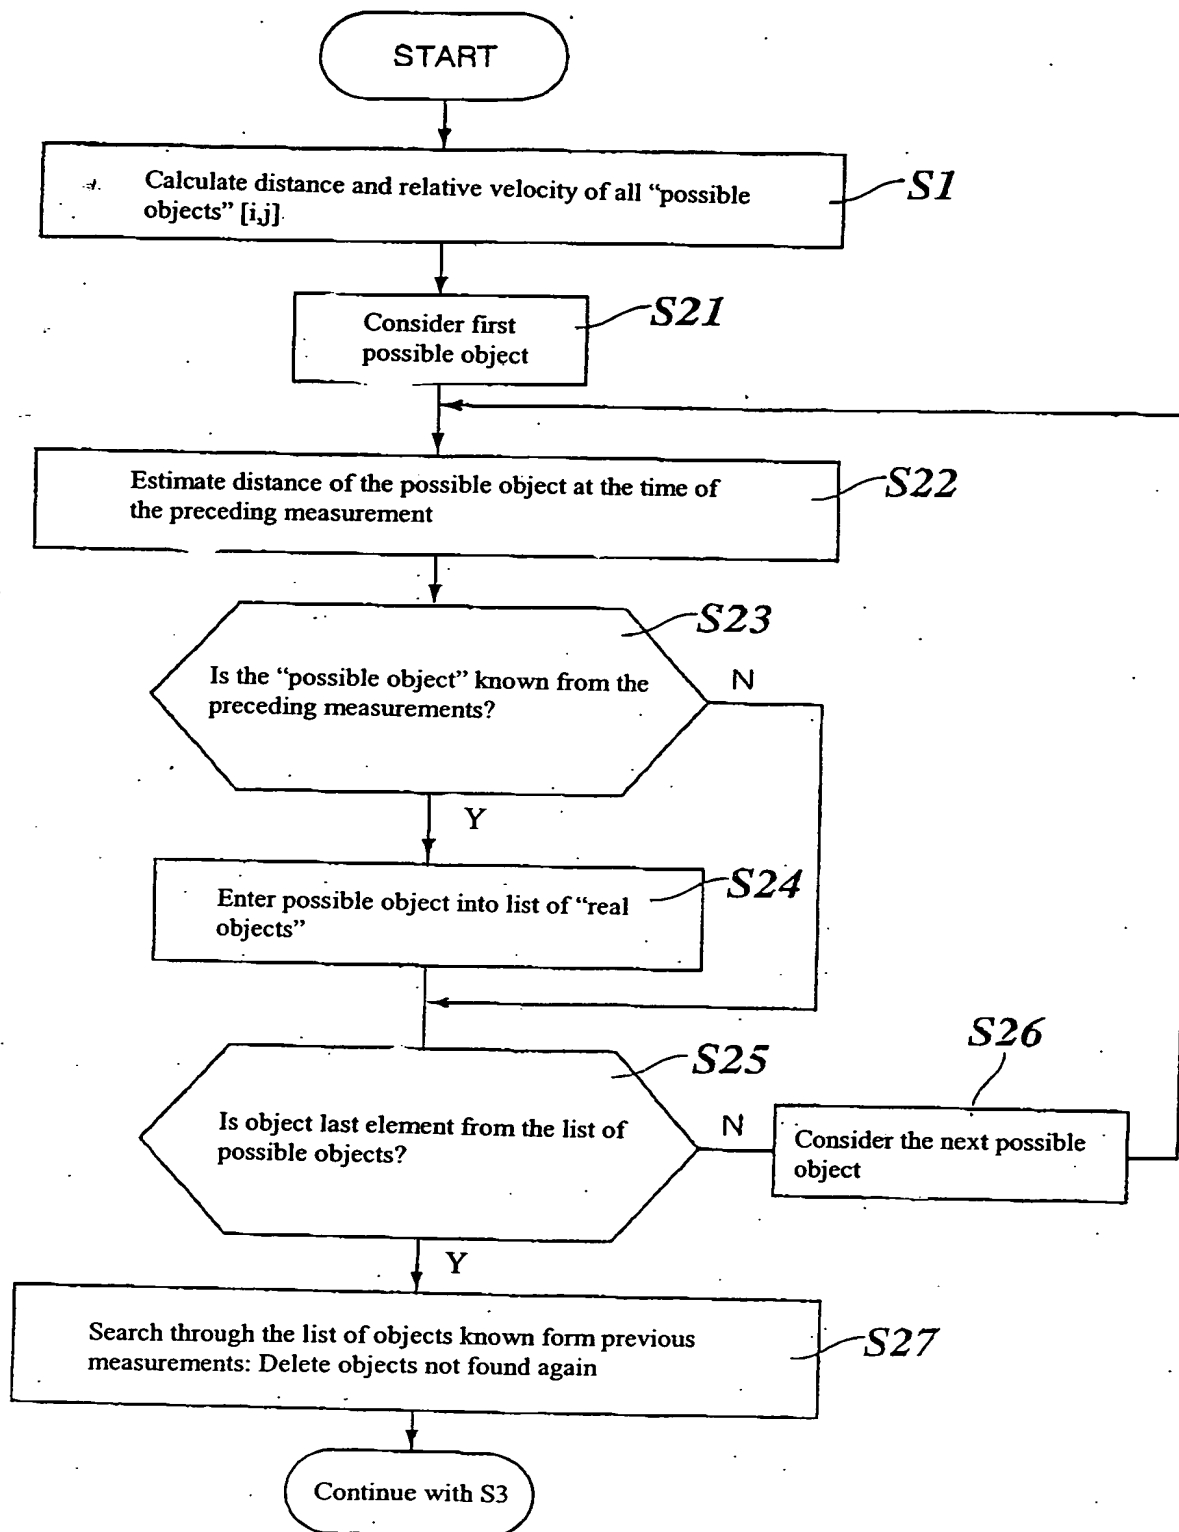 START
Calculate distance and relative velocity of all “possible
objects” [i,j]
S1
Consider first
possible object
S21
Estimate distance of the possible object at the time of
the preceding measurement
S22
Is the “possible object” known from the
preceding measurements?
S23
N
Y
Enter possible object into list of “real
objects”
S24
Is object last element from the list of
possible objects?
S25
N
Consider the next possible
object
S26
Y
Search through the list of objects known form previous
measurements: Delete objects not found again
S27
Continue with S3